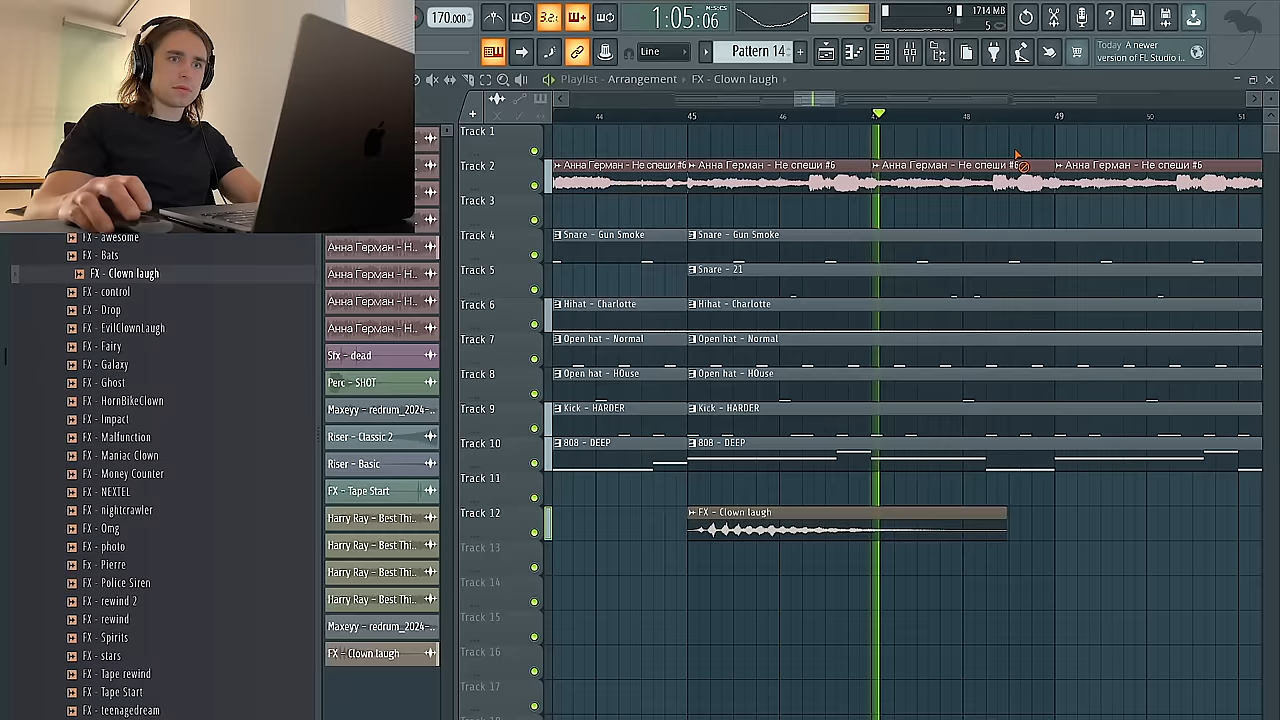 170.000
3.2:
1:05:06
M:S:CS
9
1714 MB
5
Line
Pattern 14
Today A newer
version of FL Studio i..
Playlist - Arrangement
FX - Clown laugh
44
45
46
48
49
50
51
Track 1
Track 2
Анна Герман - Не спеши #6
Анна Герман - Не спеши #6
Анна Герман - Не спеши #6
Анна Герман - Не спеши #6
Track 3
Track 4
Snare - Gun Smoke
Snare - Gun Smoke
Track 5
Snare - 21
Track 6
Hihat - Charlotte
Hihat - Charlotte
Track 7
Open hat - Normal
Open hat - Normal
Track 8
Open hat - HOuse
Open hat - HOuse
Track 9
Kick - HARDER
Kick - HARDER
Track 10
808 - DEEP
808 - DEEP
Track 11
Track 12
FX - Clown laugh
Track 13
Track 14
Track 15
Track 16
Track 17
FX - awesome
FX - Bats
FX - Clown laugh
FX - control
FX - Drop
FX - EvilClownLaugh
FX - Fairy
FX - Galaxy
FX - Ghost
FX - HornBikeClown
FX - Impact
FX - Malfunction
FX - Maniac Clown
FX - Money Counter
FX - NEXTEL
FX - nightcrawler
FX - Omg
FX - photo
FX - Pierre
FX - Police Siren
FX - rewind 2
FX - rewind
FX - Spirits
FX - stars
FX - Tape rewind
FX - Tape Start
FX - teenagedream
Анна Герман - Н..
Анна Герман - Н..
Анна Герман - Н..
Анна Герман - Н..
Sfx - dead
Perc - SHOT
Maxeyy - redrum_2024-..
Riser - Classic 2
Riser - Basic
FX - Tape Start
Harry Ray - Best Thi..
Harry Ray - Best Thi..
Harry Ray - Best Thi..
Harry Ray - Best Thi..
Maxeyy - redrum_2024-..
FX - Clown laugh